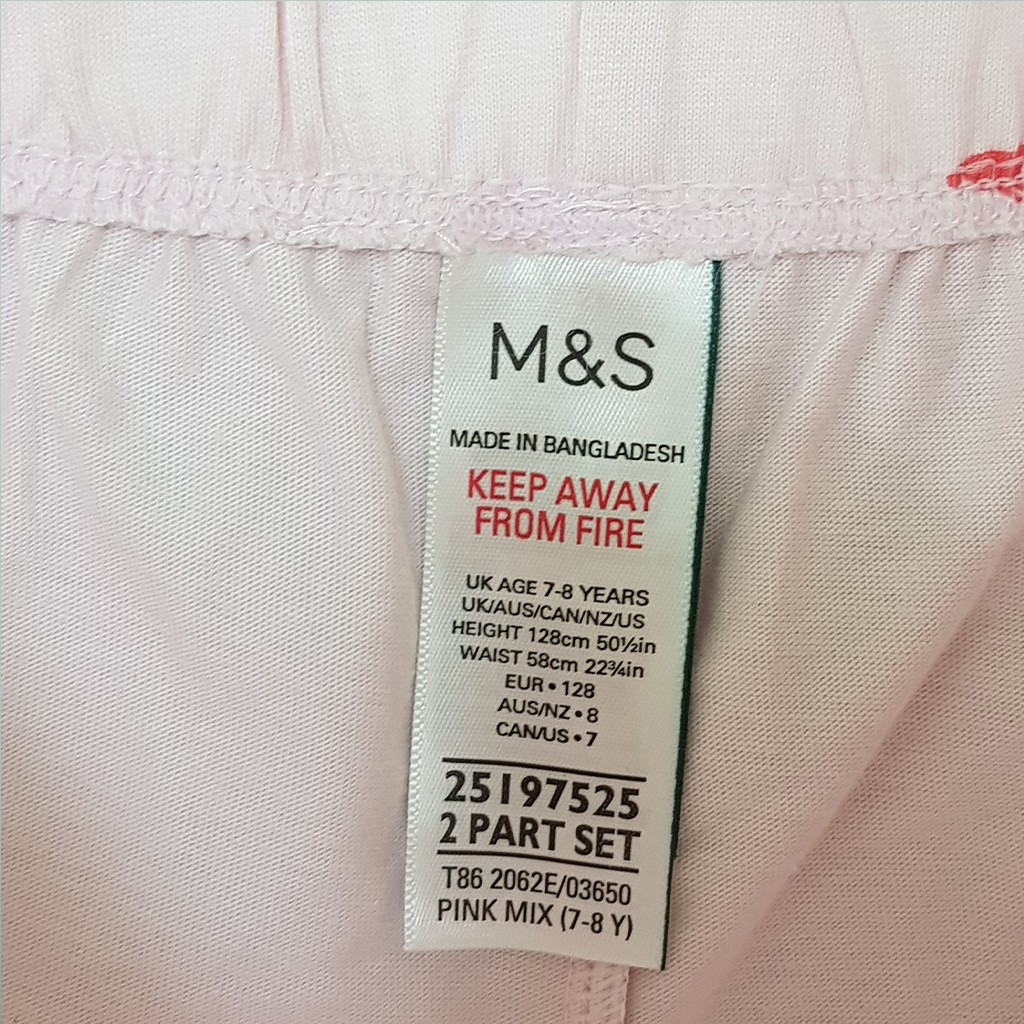 M&S
MADE IN BANGLADESH
KEEP AWAY
FROM FIRE
UK AGE 7-8 YEARS
UK/AUS/CAN/NZ/US
HEIGHT 128cm 50½in
WAIST 58cm 22¾in
EUR • 128
AUS/NZ • 8
CAN/US • 7
25197525
2 PART SET
T86 2062E/03650
PINK MIX (7-8 Y)